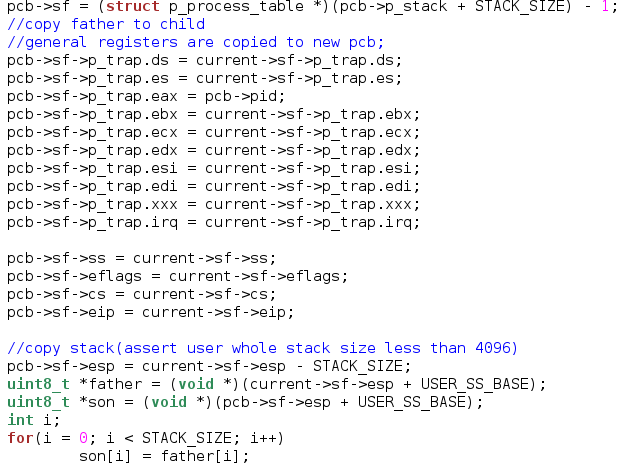 pcb->sf = (struct p_process_table *)(pcb->p_stack + STACK_SIZE) - 1;
//copy father to child
//general registers are copied to new pcb;
pcb->sf->p_trap.ds = current->sf->p_trap.ds;
pcb->sf->p_trap.es = current->sf->p_trap.es;
pcb->sf->p_trap.eax = pcb->pid;
pcb->sf->p_trap.ebx = current->sf->p_trap.ebx;
pcb->sf->p_trap.ecx = current->sf->p_trap.ecx;
pcb->sf->p_trap.edx = current->sf->p_trap.edx;
pcb->sf->p_trap.esi = current->sf->p_trap.esi;
pcb->sf->p_trap.edi = current->sf->p_trap.edi;
pcb->sf->p_trap.xxx = current->sf->p_trap.xxx;
pcb->sf->p_trap.irq = current->sf->p_trap.irq;

pcb->sf->ss = current->sf->ss;
pcb->sf->eflags = current->sf->eflags;
pcb->sf->cs = current->sf->cs;
pcb->sf->eip = current->sf->eip;

//copy stack(assert user whole stack size less than 4096)
pcb->sf->esp = current->sf->esp - STACK_SIZE;
uint8_t *father = (void *)(current->sf->esp + USER_SS_BASE);
uint8_t *son = (void *)(pcb->sf->esp + USER_SS_BASE);
int i;
for(i = 0; i < STACK_SIZE; i++)
        son[i] = father[i];